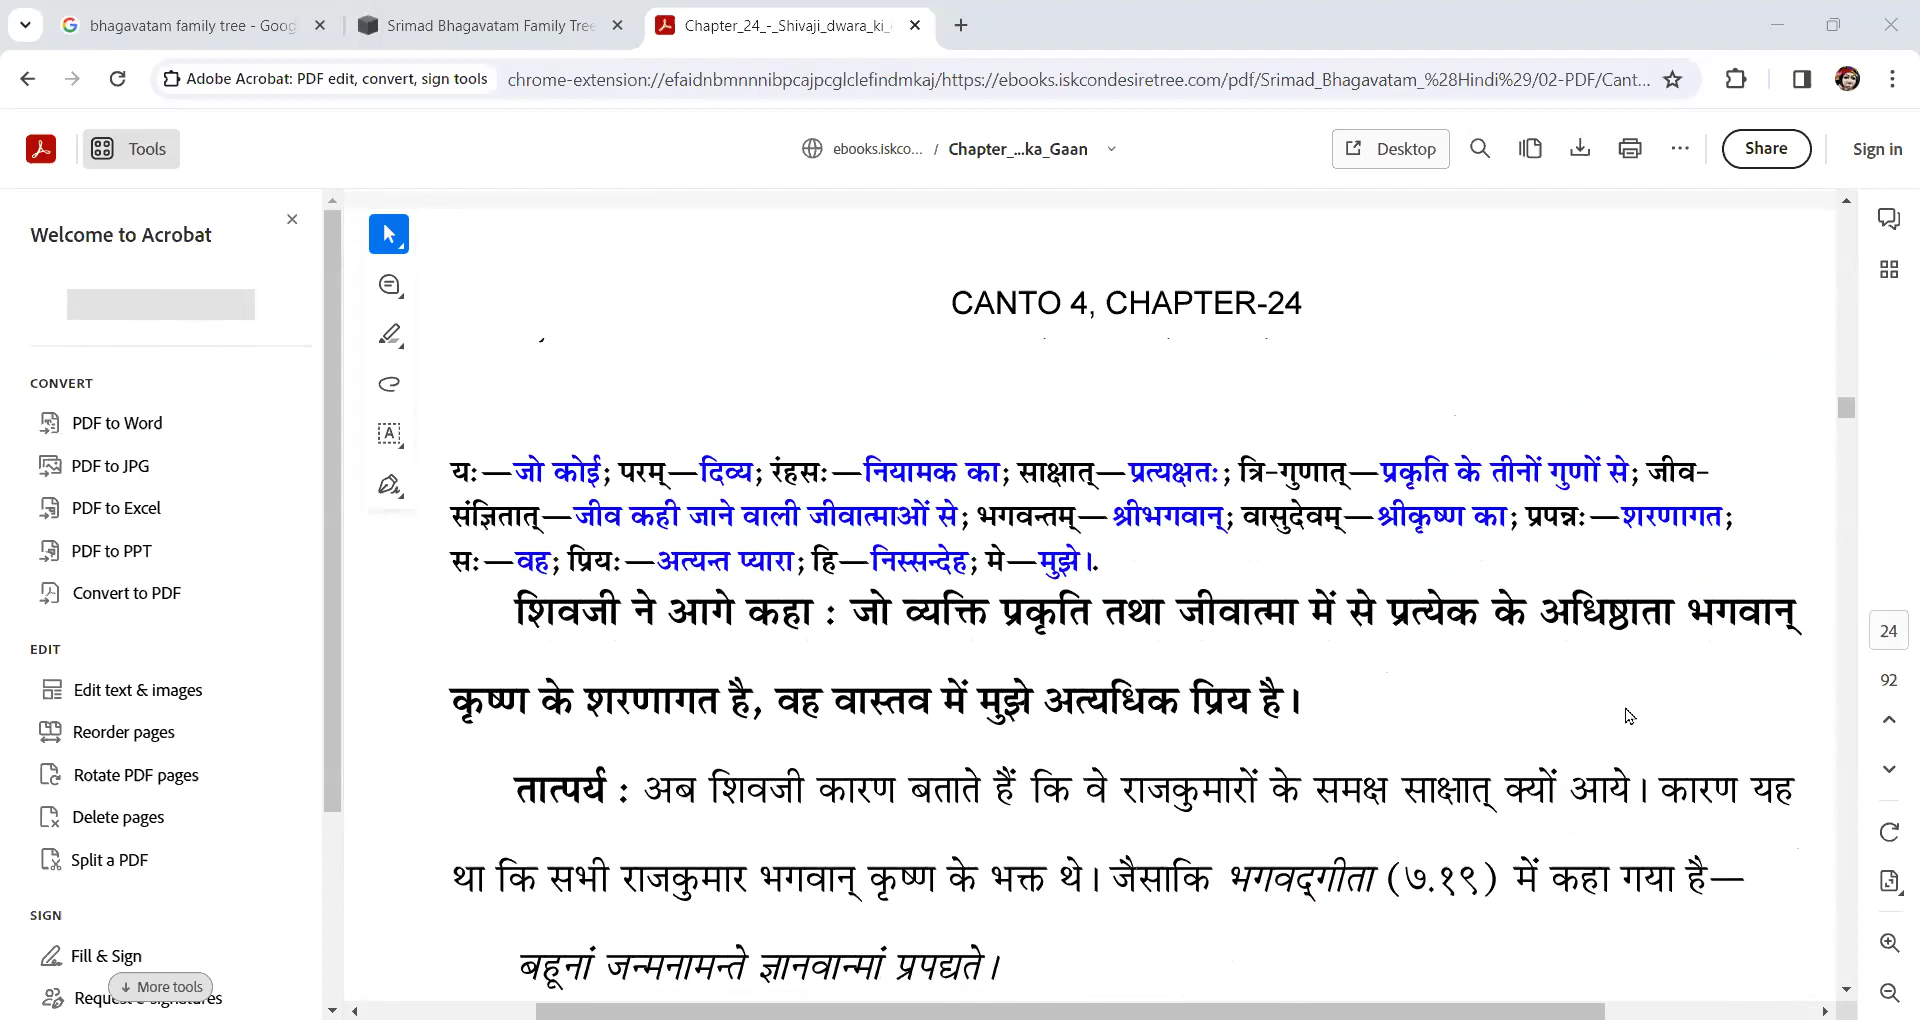 bhagavatam family tree - Goog
Srimad Bhagavatam Family Tree
Chapter_24_-_Shivaji_dwara_ki_
Adobe Acrobat: PDF edit, convert, sign tools
chrome-extension://efaidnbmnnnibpcajpcglclefindmkaj/https://ebooks.iskcondesiretree.com/pdf/Srimad_Bhagavatam_%28Hindi%29/02-PDF/Cant...
Tools
ebooks.iskco... / Chapter_...ka_Gaan
Desktop
Share
Sign in
Welcome to Acrobat
CONVERT
PDF to Word
PDF to JPG
PDF to Excel
PDF to PPT
Convert to PDF
EDIT
Edit text & images
Reorder pages
Rotate PDF pages
Delete pages
Split a PDF
SIGN
Fill & Sign
More tools
CANTO 4, CHAPTER-24
यः—जो कोई; परम्—दिव्य; रंहसः—नियामक का; साक्षात्—प्रत्यक्षतः; त्रि-गुणात्—प्रकृति के तीनों गुणों से; जीव-
संज्ञितात्—जीव कही जाने वाली जीवात्माओं से; भगवन्तम्—श्रीभगवान्; वासुदेवम्—श्रीकृष्ण का; प्रपन्नः—शरणागत;
सः—वह; प्रियः—अत्यन्त प्यारा; हि—निस्सन्देह; मे—मुझे।.
शिवजी ने आगे कहा : जो व्यक्ति प्रकृति तथा जीवात्मा में से प्रत्येक के अधिष्ठाता भगवान्
कृष्ण के शरणागत है, वह वास्तव में मुझे अत्यधिक प्रिय है।
तात्पर्य : अब शिवजी कारण बताते हैं कि वे राजकुमारों के समक्ष साक्षात् क्यों आये। कारण यह
था कि सभी राजकुमार भगवान् कृष्ण के भक्त थे। जैसाकि भगवद्गीता (७.१९) में कहा गया है—
बहूनां जन्मनामन्ते ज्ञानवान्मां प्रपद्यते।
24
92